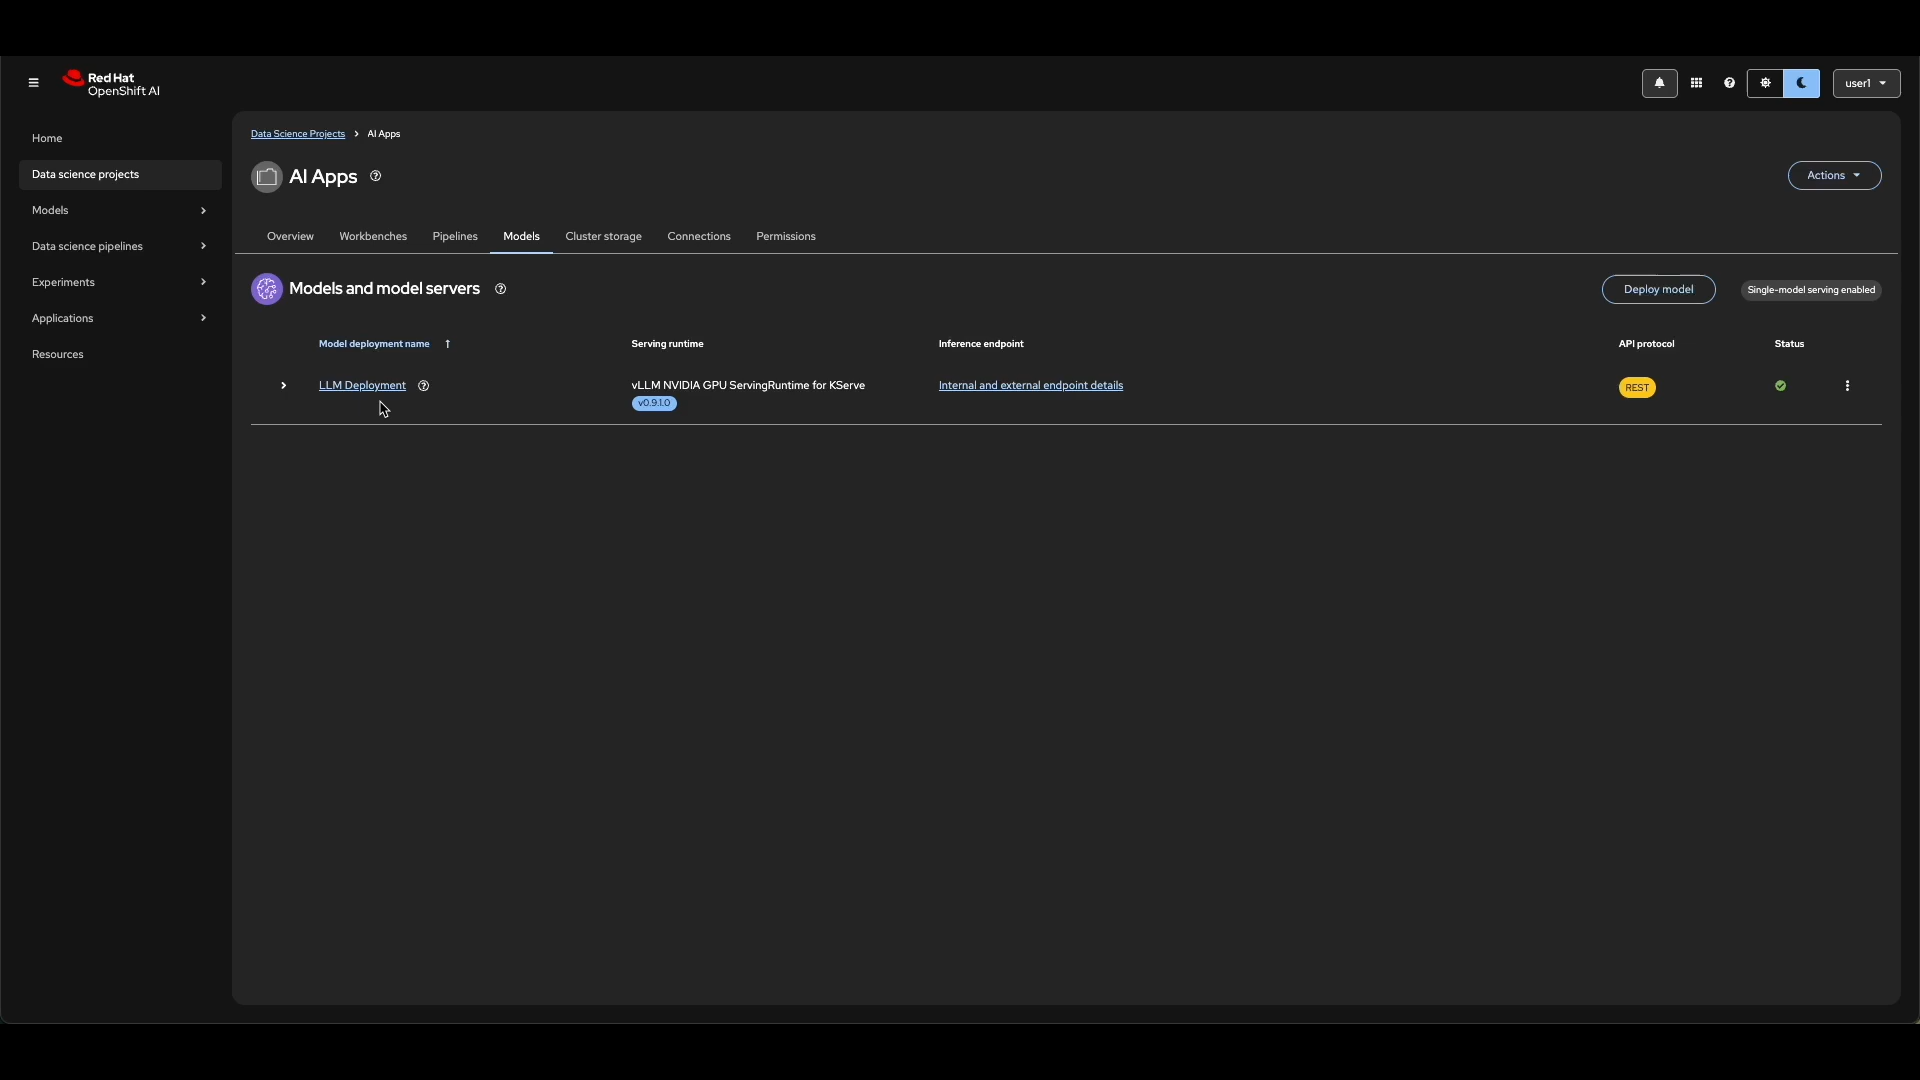 Red Hat
OpenShift AI
user1
Home
Data science projects
Models
Data science pipelines
Experiments
Applications
Resources
Data Science Projects > AI Apps
AI Apps
Actions
Overview Workbenches Pipelines Models Cluster storage Connections Permissions
Models and model servers
Deploy model
Single-model serving enabled
Model deployment name Serving runtime Inference endpoint API protocol Status
LLM Deployment vLLM NVIDIA GPU ServingRuntime for KServe Internal and external endpoint details REST
v0.9.1.0